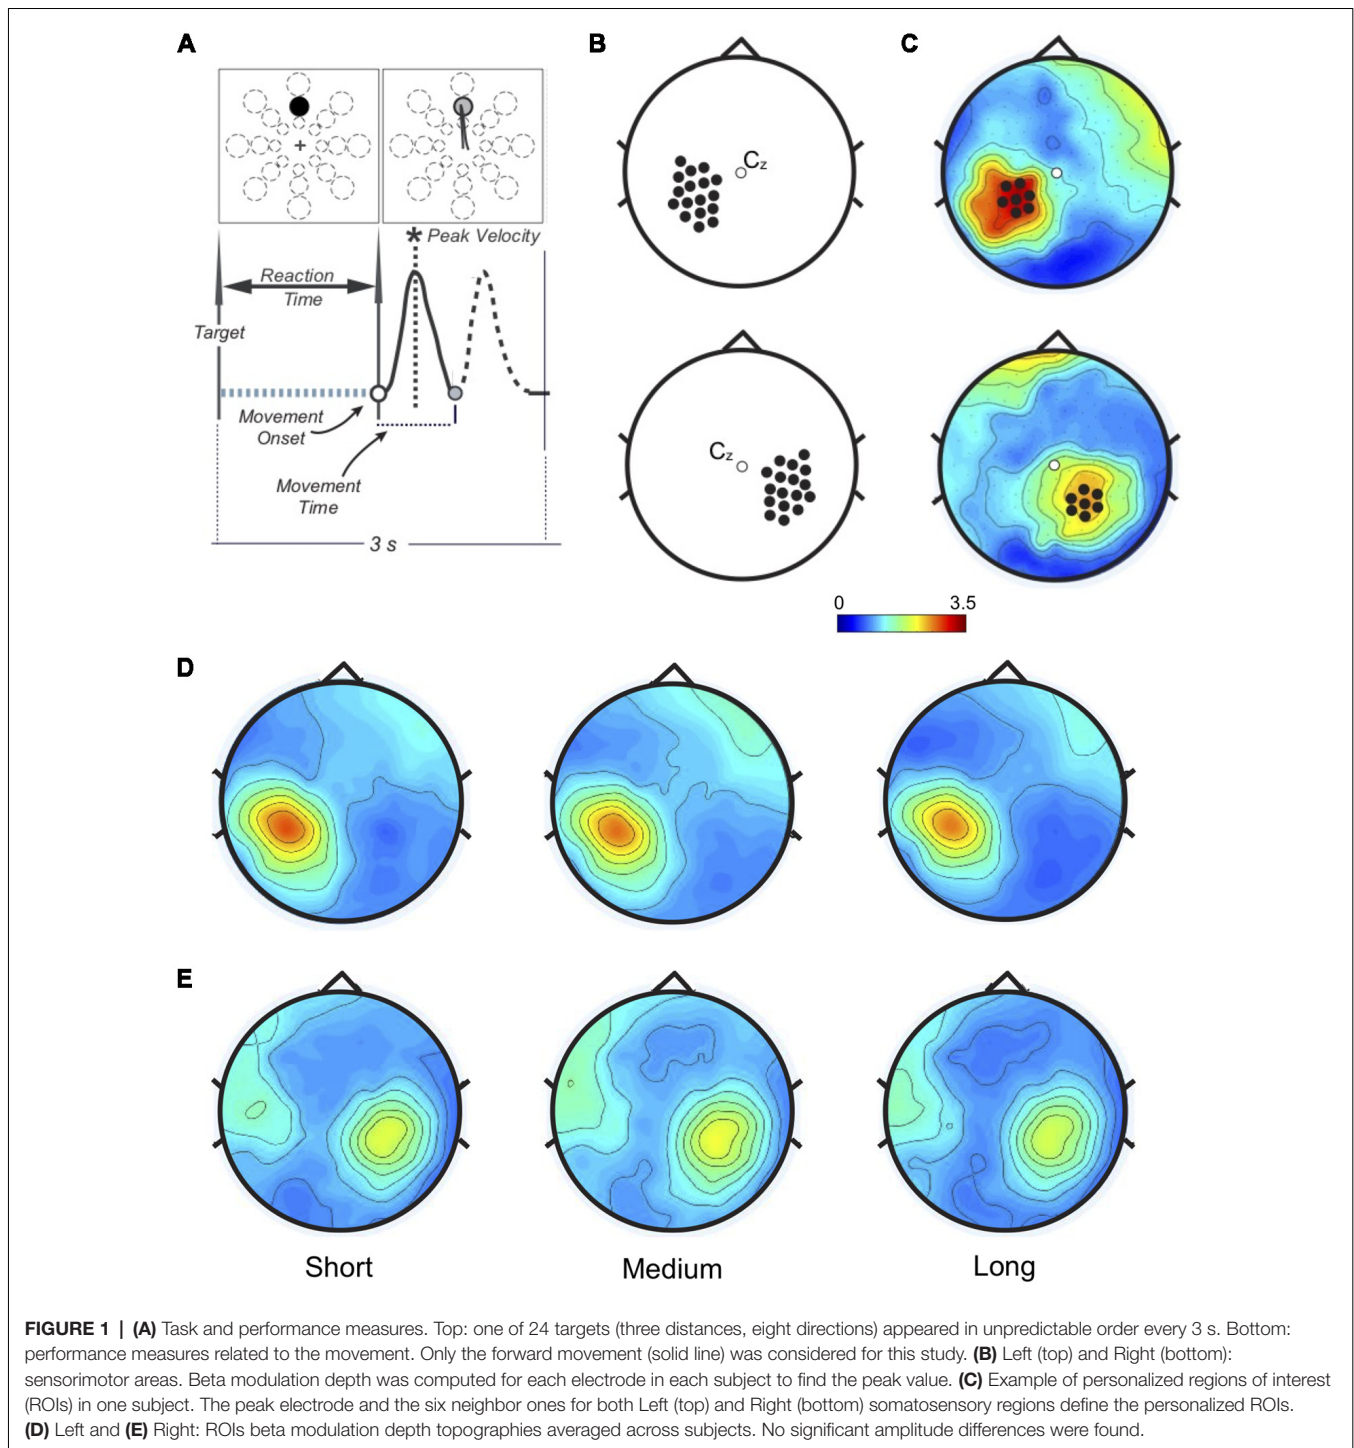 A
B
C
Peak Velocity
Reaction
Time
Target
Movement
Onset
Movement
Time
3 s
Cz
Cz
0
3.5
D
E
Short
Medium
Long
FIGURE 1 | (A) Task and performance measures. Top: one of 24 targets (three distances, eight directions) appeared in unpredictable order every 3 s. Bottom:
performance measures related to the movement. Only the forward movement (solid line) was considered for this study. (B) Left (top) and Right (bottom):
sensorimotor areas. Beta modulation depth was computed for each electrode in each subject to find the peak value. (C) Example of personalized regions of interest
(ROIs) in one subject. The peak electrode and the six neighbor ones for both Left (top) and Right (bottom) somatosensory regions define the personalized ROIs.
(D) Left and (E) Right: ROIs beta modulation depth topographies averaged across subjects. No significant amplitude differences were found.